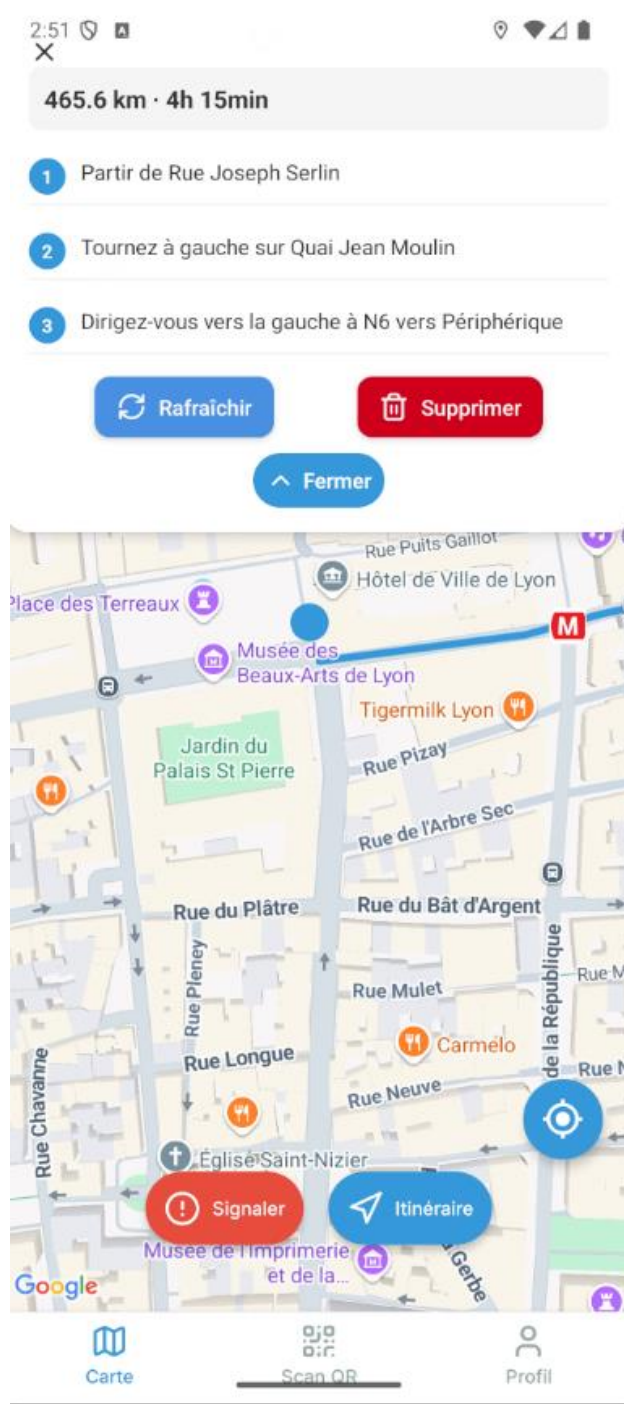 2:51
465.6 km · 4h 15min
1 Partir de Rue Joseph Serlin
2 Tournez à gauche sur Quai Jean Moulin
3 Dirigez-vous vers la gauche à N6 vers Périphérique
Rafraîchir
Supprimer
Fermer
Rue Puits Gaillot
Hôtel de Ville de Lyon
Place des Terreaux
M
Musée des
Beaux-Arts de Lyon
Tigermilk Lyon
Jardin du
Palais St Pierre
Rue Pizay
Rue de l'Arbre Sec
Rue du Plâtre
Rue du Bât d'Argent
Rue Pleney
de la République
Rue Mulet
Rue M
Carmélo
Rue Longue
Rue Neuve
Rue N
Rue Chavanne
Église Saint-Nizier
Signaler
Itinéraire
Musée de l'Imprimerie
et de la...
Gerbe
Google
Carte
Scan QR
Profil